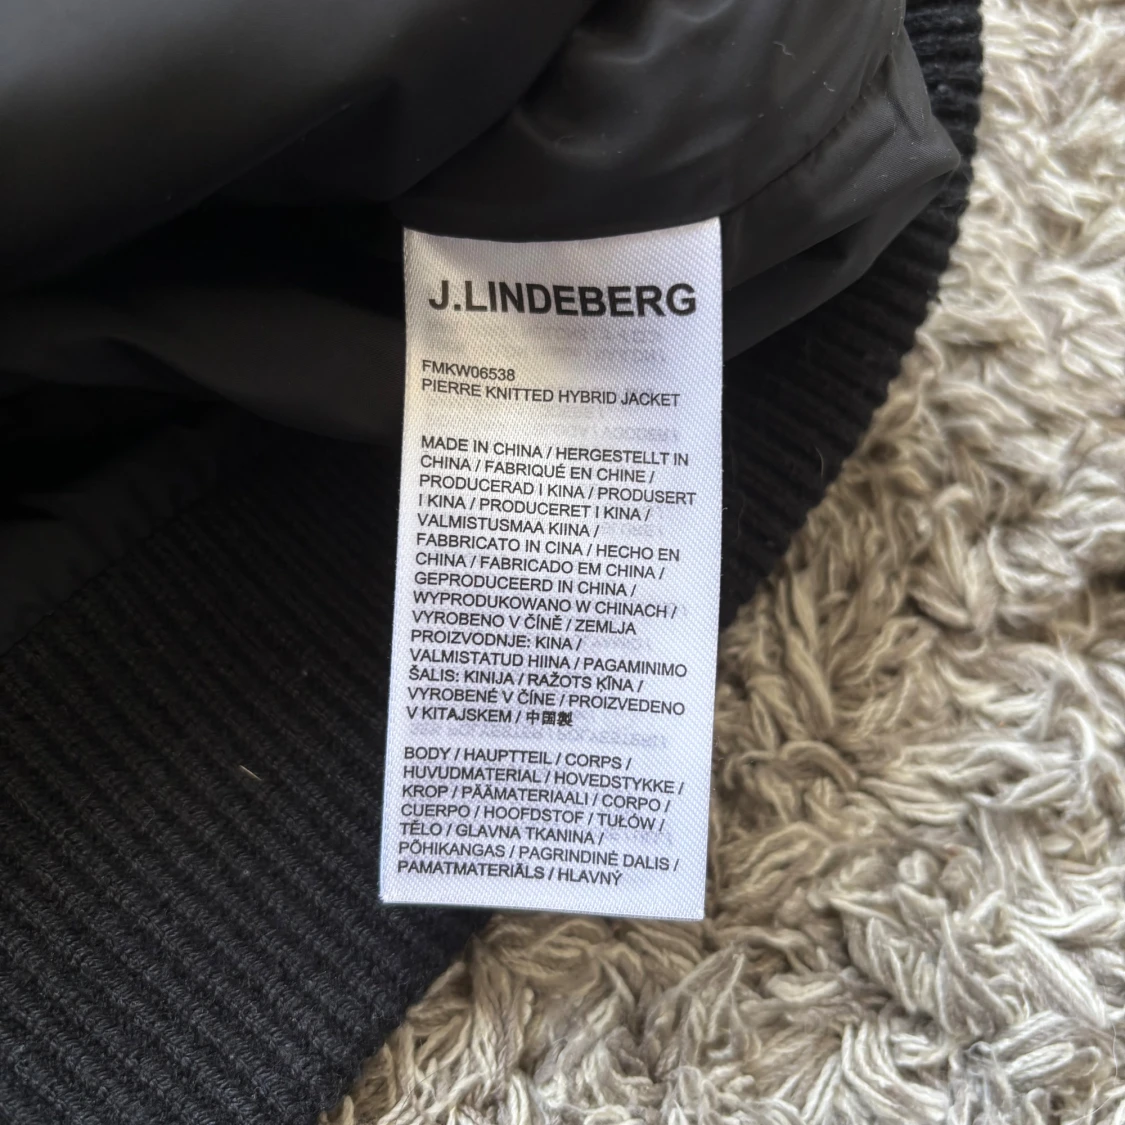 J.LINDEBERG
FMKW06538
PIERRE KNITTED HYBRID JACKET
MADE IN CHINA / HERGESTELLT IN
CHINA / FABRIQUÉ EN CHINE /
PRODUCERAD I KINA / PRODUSERT
I KINA / PRODUCERET I KINA /
VALMISTUSMAA KIINA /
FABBRICATO IN CINA / HECHO EN
CHINA / FABRICADO EM CHINA /
GEPRODUCEERD IN CHINA /
WYPRODUKOWANO W CHINACH /
VYROBENO V ČÍNĚ / ZEMLJA
PROIZVODNJE: KINA /
VALMISTATUD HIINA / PAGAMINIMO
ŠALIS: KINIJA / RAŽOTS ĶĪNA /
VYROBENÉ V ČÍNE / PROIZVEDENO
V KITAJSKEM / 中国製
BODY / HAUPTTEIL / CORPS /
HUVUDMATERIAL / HOVEDSTYKKE /
KROP / PÄÄMATERIAALI / CORPO /
CUERPO / HOOFDSTOF / TUŁÓW /
TĚLO / GLAVNA TKANINA /
PÕHIKANGAS / PAGRINDINĖ DALIS /
PAMATMATERIĀLS / HLAVNÝ